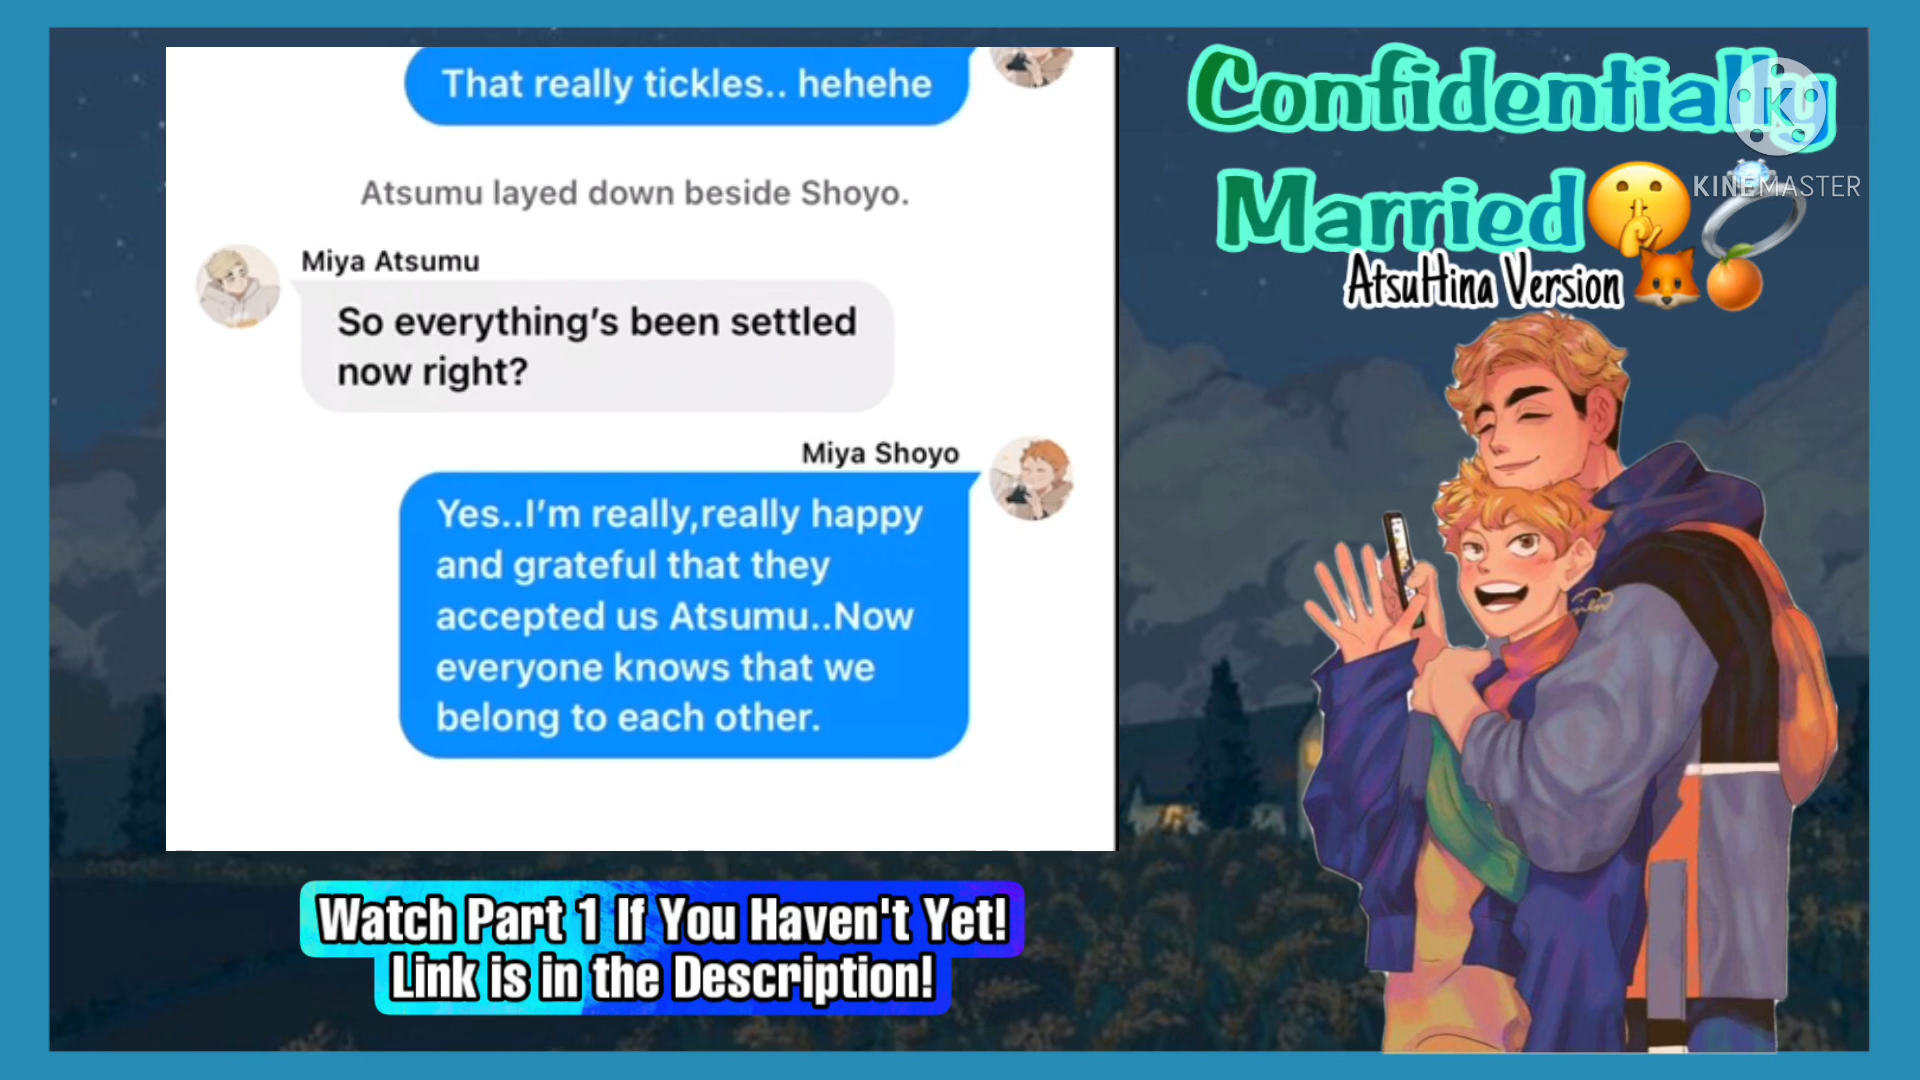 That really tickles.. hehehe
Atsumu layed down beside Shoyo.
Miya Atsumu
So everything's been settled
now right?
Miya Shoyo
Yes..I'm really,really happy
and grateful that they
accepted us Atsumu..Now
everyone knows that we
belong to each other.
Watch Part 1 If You Haven't Yet!
Link is in the Description!
Confidentially
K
Married
KINEMASTER
AtsuHina Version